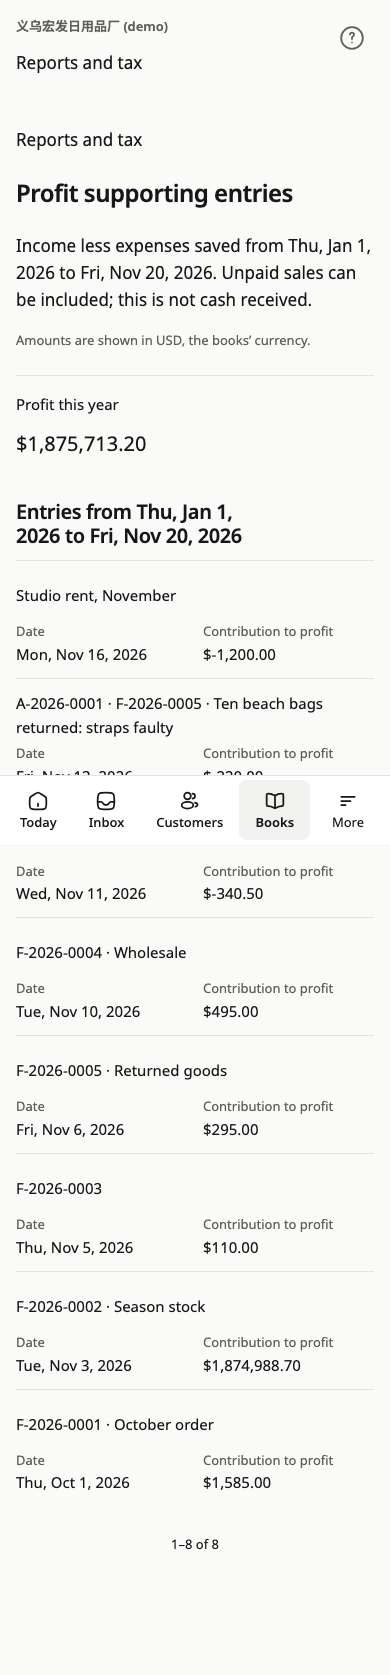 义乌宏发日用品厂 (demo)
Reports and tax
Reports and tax
Profit supporting entries
Income less expenses saved from Thu, Jan 1,
2026 to Fri, Nov 20, 2026. Unpaid sales can
be included; this is not cash received.
Amounts are shown in USD, the books’ currency.
Profit this year
$1,875,713.20
Entries from Thu, Jan 1,
2026 to Fri, Nov 20, 2026
Studio rent, November
Date Contribution to profit
Mon, Nov 16, 2026 $-1,200.00
A-2026-0001 · F-2026-0005 · Ten beach bags
returned: straps faulty
Date Contribution to profit
Today Inbox Customers Books More
Date Contribution to profit
Wed, Nov 11, 2026 $-340.50
F-2026-0004 · Wholesale
Date Contribution to profit
Tue, Nov 10, 2026 $495.00
F-2026-0005 · Returned goods
Date Contribution to profit
Fri, Nov 6, 2026 $295.00
F-2026-0003
Date Contribution to profit
Thu, Nov 5, 2026 $110.00
F-2026-0002 · Season stock
Date Contribution to profit
Tue, Nov 3, 2026 $1,874,988.70
F-2026-0001 · October order
Date Contribution to profit
Thu, Oct 1, 2026 $1,585.00
1–8 of 8